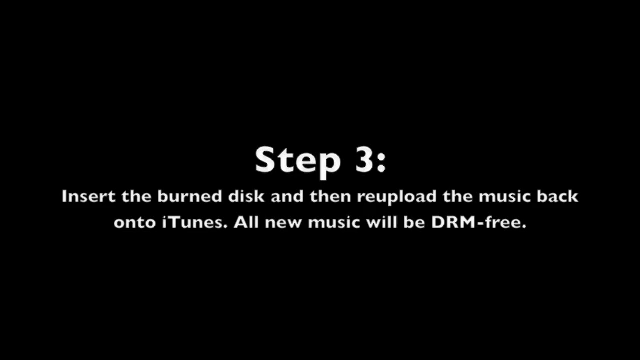 Step 3:
Insert the burned disk and then reupload the music back
onto iTunes. All new music will be DRM-free.